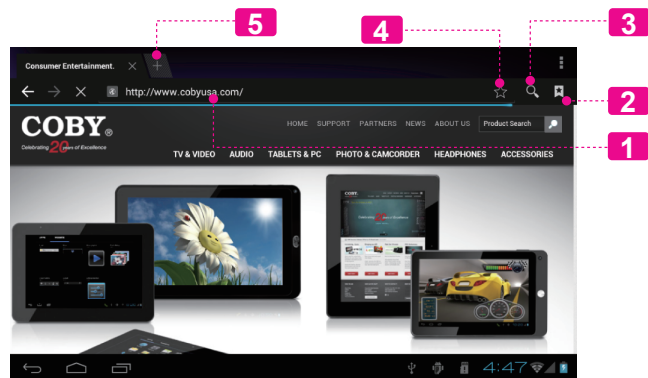 5
4
3
Consumer Entertainment.
http://www.cobyusa.com/
2
COBY®
HOME SUPPORT PARTNERS NEWS ABOUT US Product Search
Celebrating 20 years of Excellence
1
TV & VIDEO AUDIO TABLETS & PC PHOTO & CAMCORDER HEADPHONES ACCESSORIES
4:47